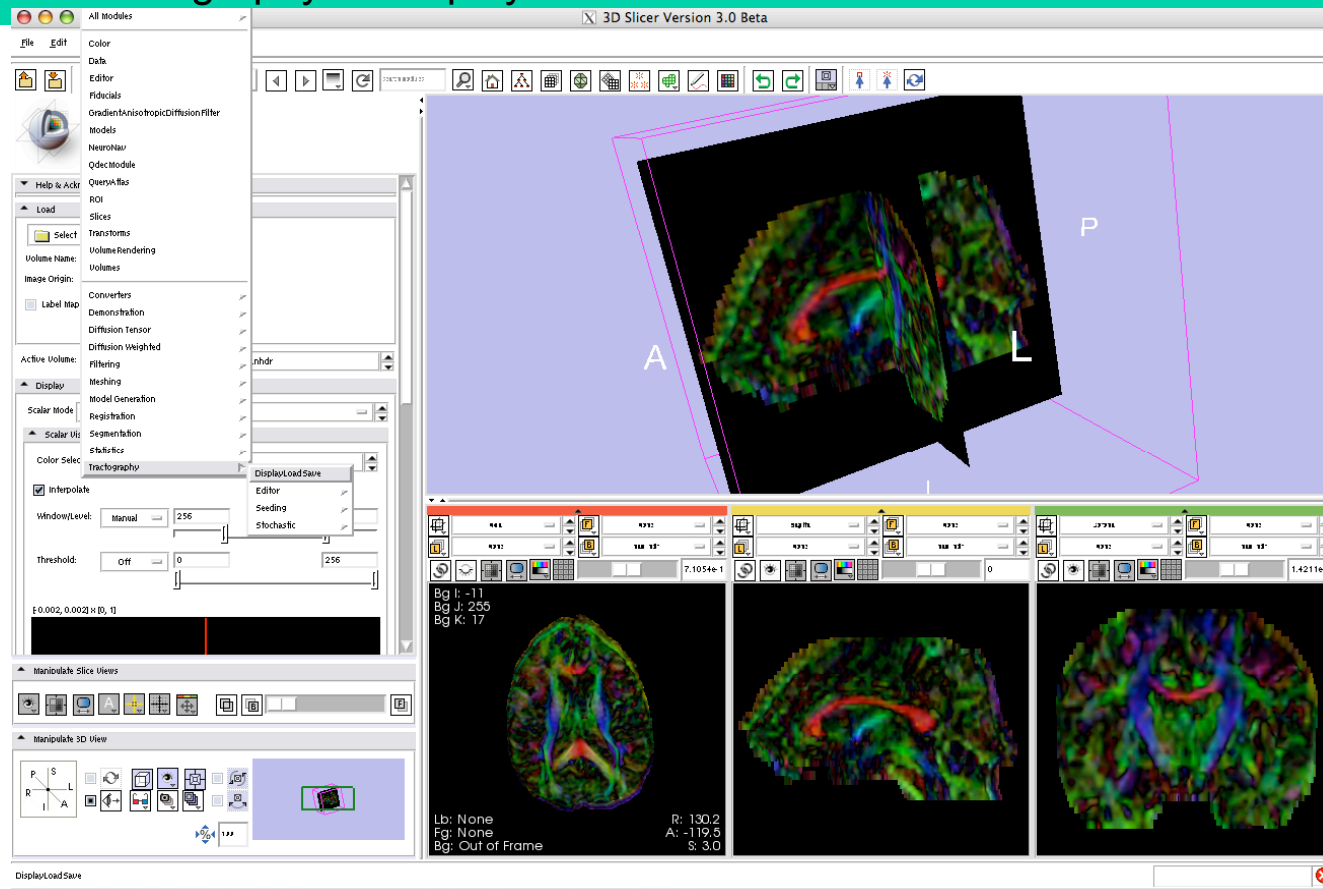 3D Slicer Version 3.0 Beta
File Edit
All Modules
Color
Data
Editor
Fiducials
GradientAnisotropicDiffusionFilter
Models
NeuroNav
QdecModule
QueryAtlas
ROI
Slices
Transforms
VolumeRendering
Volumes
Converters
Demonstration
Diffusion Tensor
Diffusion Weighted
Filtering
Meshing
Model Generation
Registration
Segmentation
Statistics
Tractography
DisplayLoadSave
Editor
Seeding
Stochastic
Help & Ackn
Load
Select
Volume Name:
Image Origin:
Label Map
Active Volume:
.nhdr
Display
Scalar Mode
Scalar Vis
Color Selec
Interpolate
Window/Level: Manual 256
Threshold: Off 0 256
[-0.002, 0.002] x [0, 1]
Manipulate Slice Views
Manipulate 3D View
P S
R L
I A
A
P
L
I
7.1054e-1
0
1.4211e
Bg I: -11
Bg J: 255
Bg K: 17
Lb: None
Fg: None
Bg: Out of Frame
R: 130.2
A: -119.5
S: 3.0
DisplayLoadSave